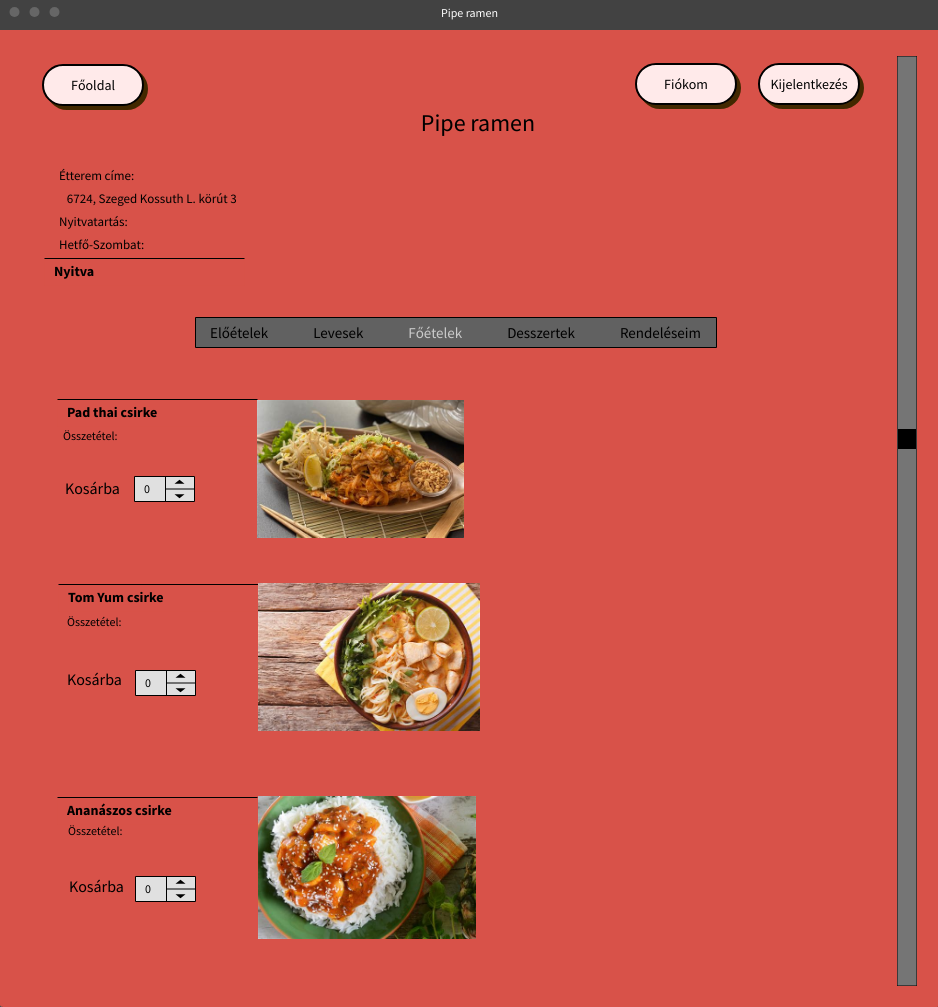 Pipe ramen
Főoldal
Fiókom
Kijelentkezés
Pipe ramen
Étterem címe:
6724, Szeged Kossuth L. körút 3
Nyitvatartás:
Hetfő-Szombat:
Nyitva
Előételek Levesek Főételek Desszertek Rendeléseim
Pad thai csirke
Összetétel:
Kosárba 0
Tom Yum csirke
Összetétel:
Kosárba 0
Ananászos csirke
Összetétel:
Kosárba 0